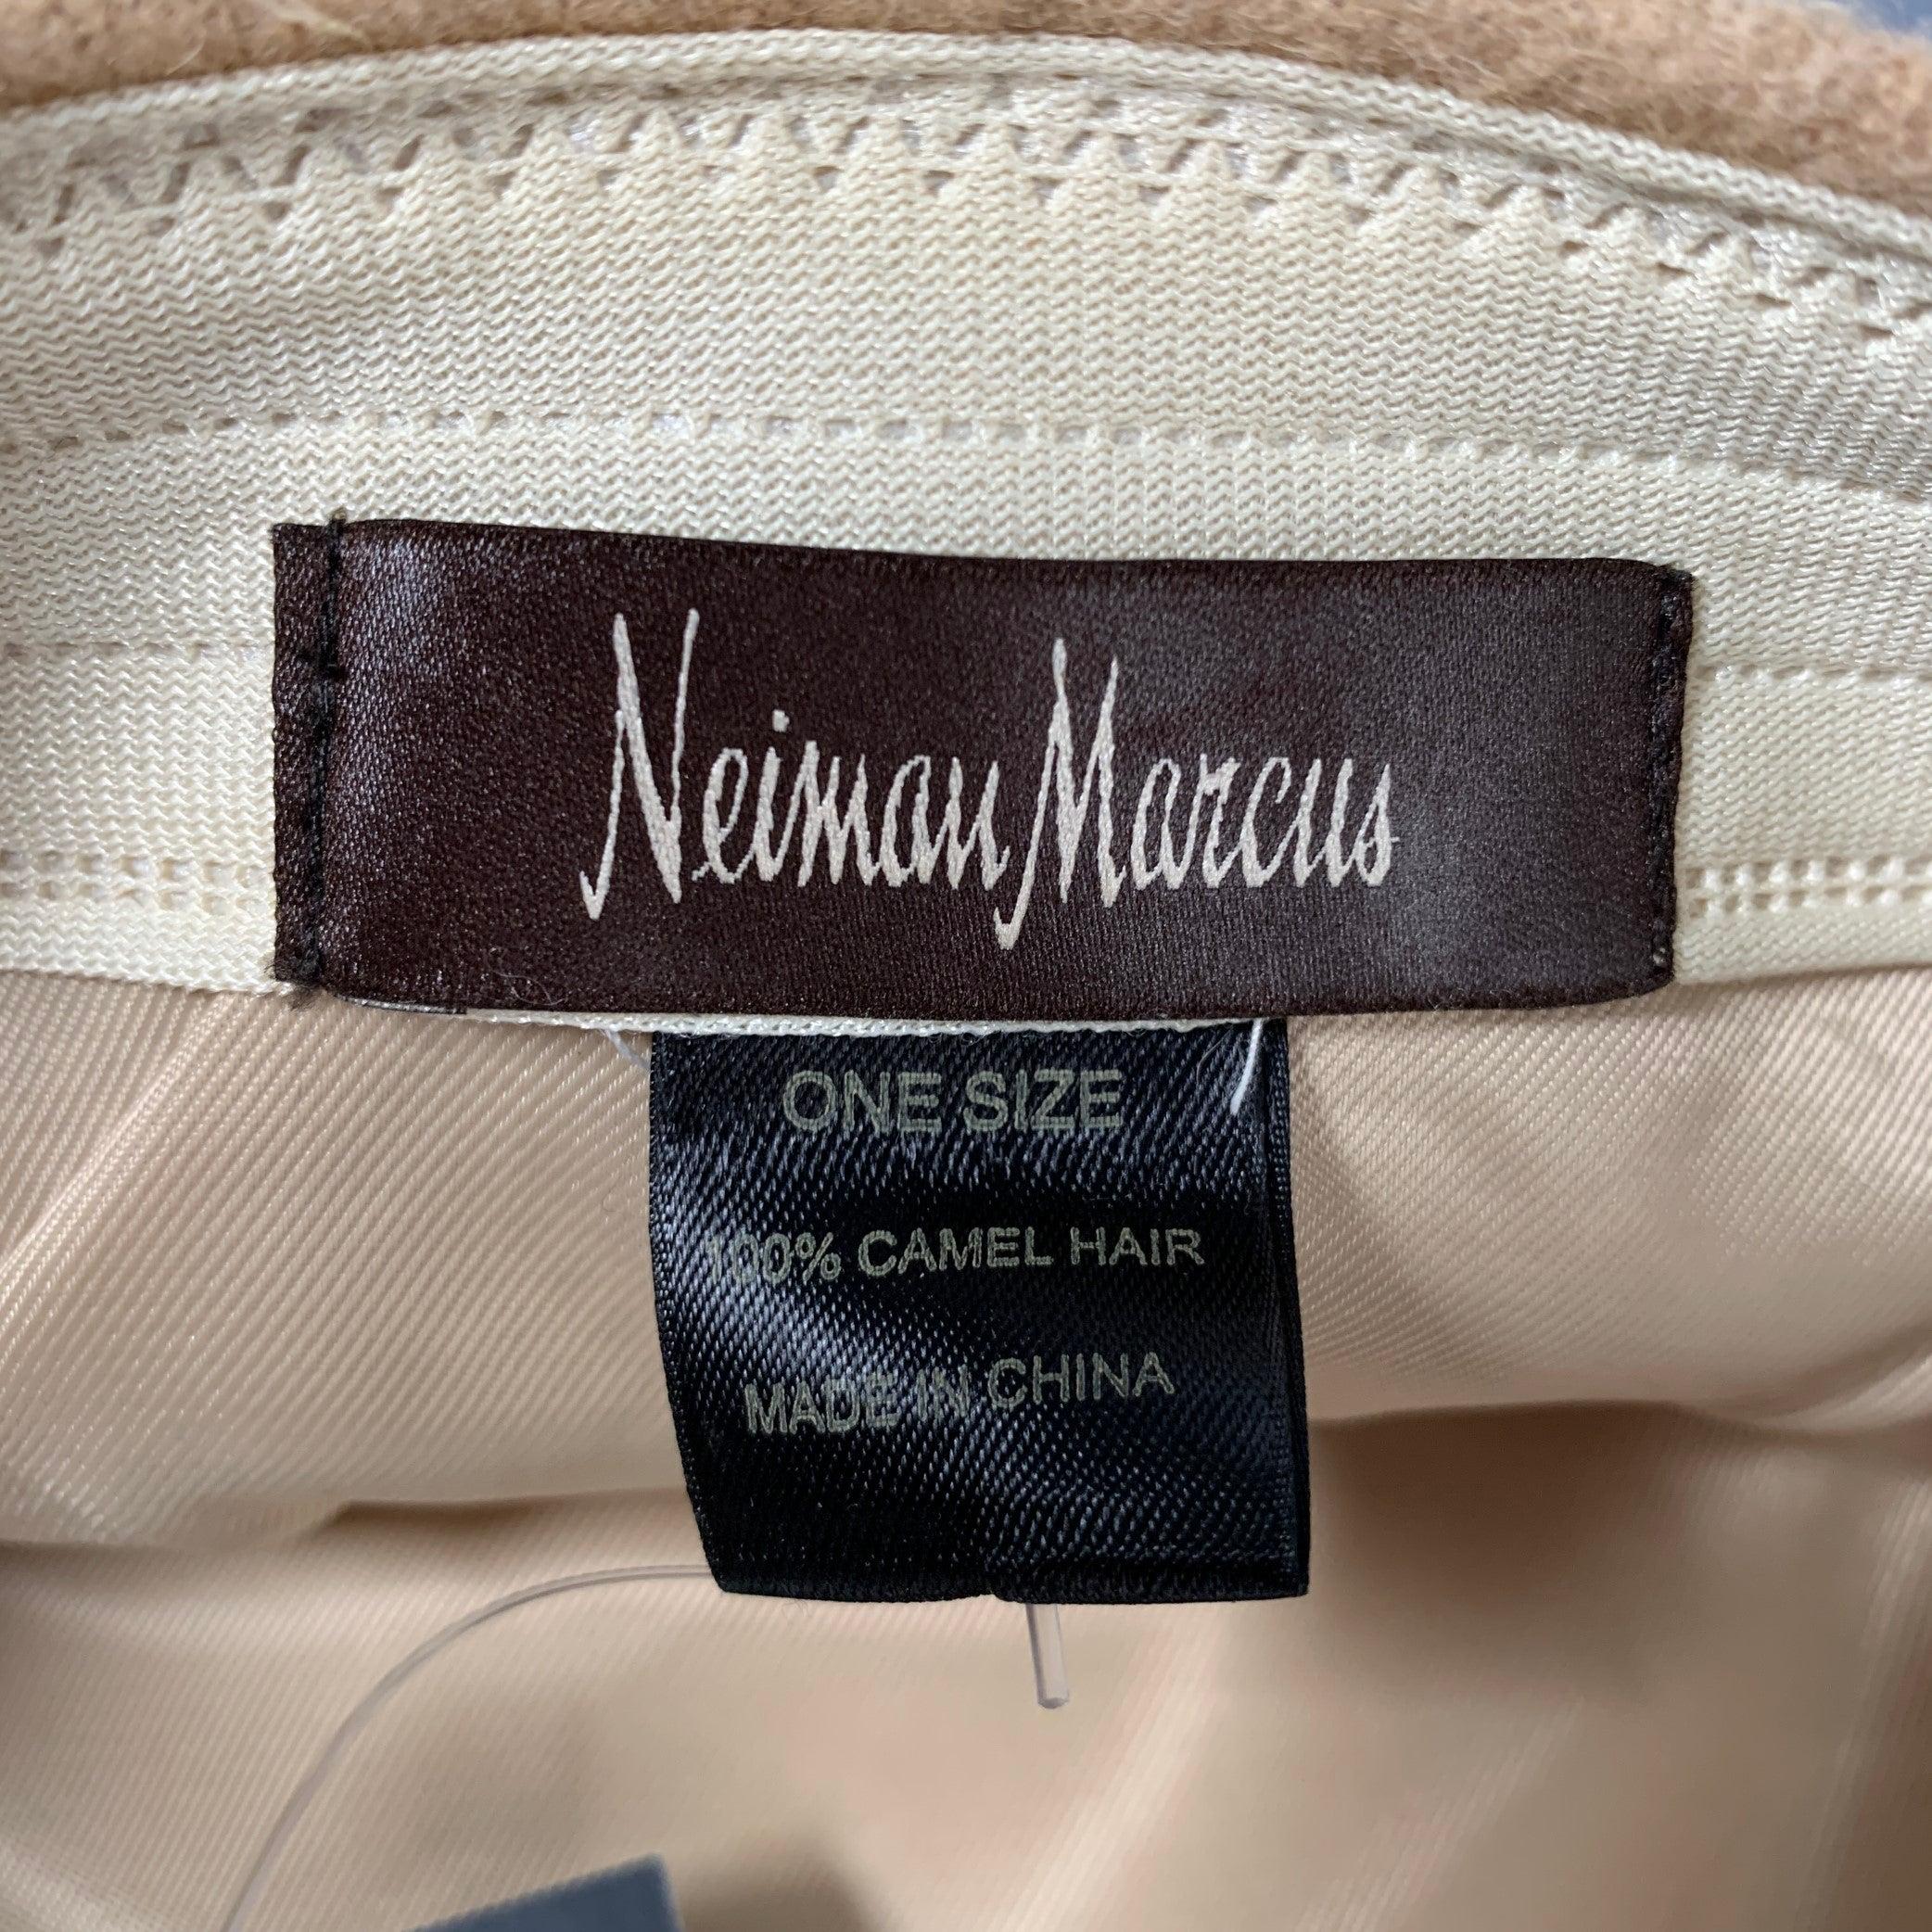 Neiman Marcus
ONE SIZE
100% CAMEL HAIR
MADE IN CHINA